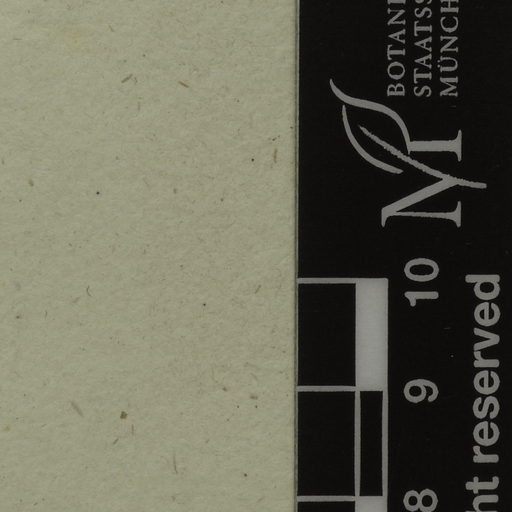 BOTANI
STAATSS
MÜNCH
M
10
9
8
ht reserved